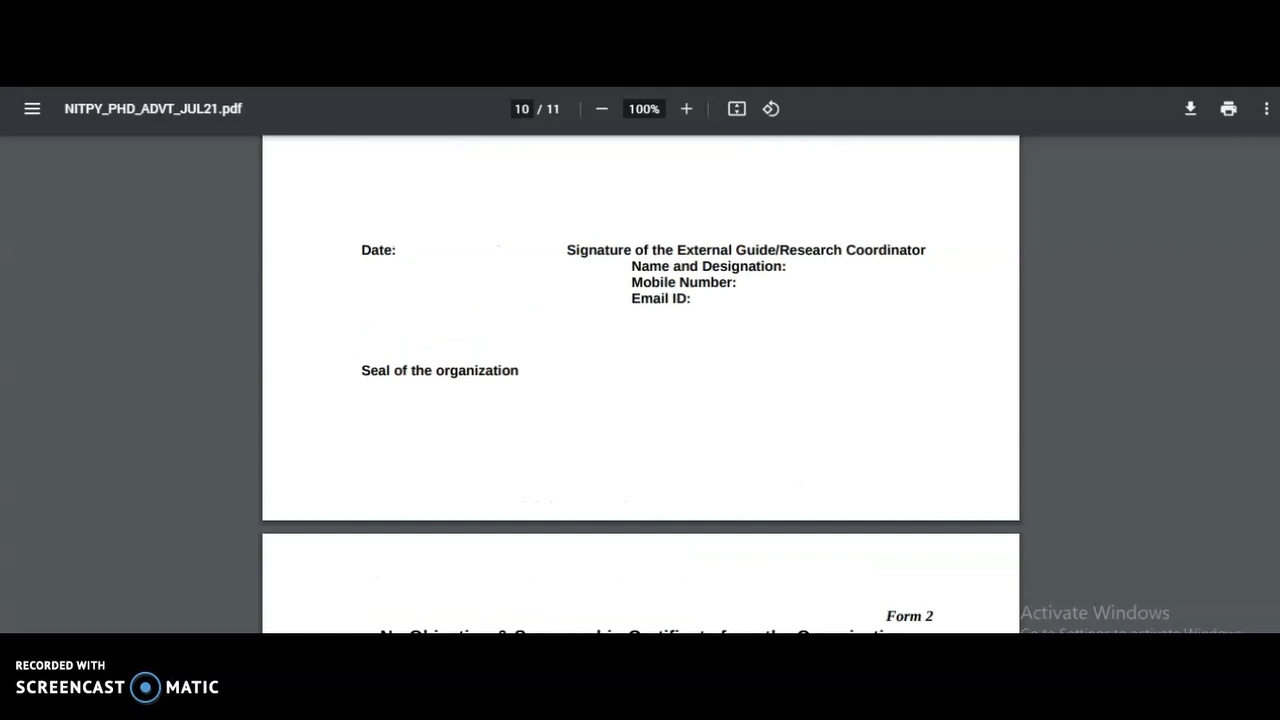 NITPY_PHD_ADVT_JUL21.pdf
10 / 11
100%
Date:
Signature of the External Guide/Research Coordinator
Name and Designation:
Mobile Number:
Email ID:
Seal of the organization
Form 2
Activate Windows
RECORDED WITH
SCREENCAST MATIC